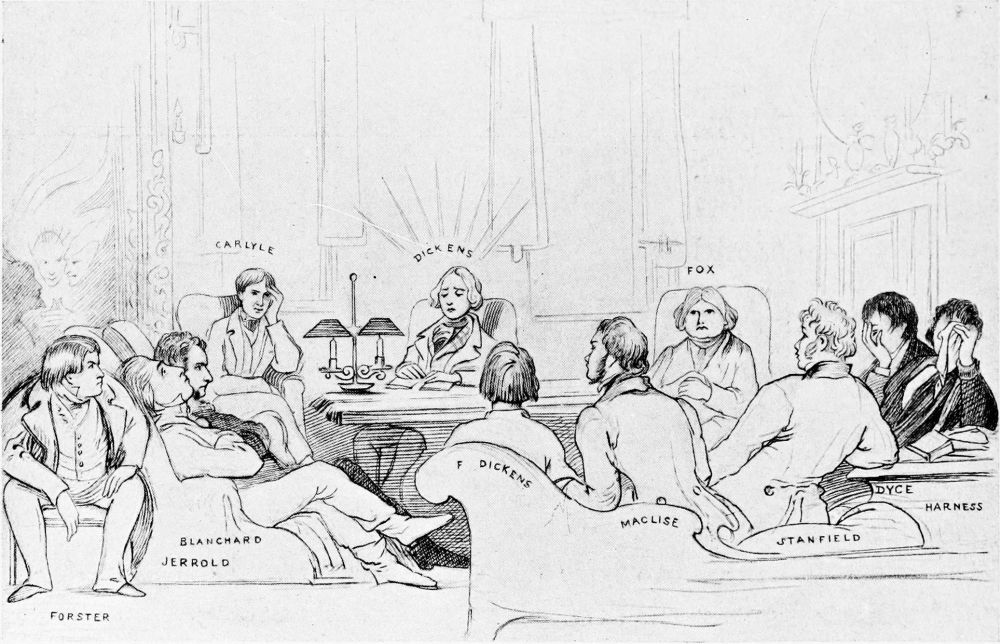 CARLYLE
DICKENS
FOX
F DICKENS
MACLISE
DYCE
HARNESS
STANFIELD
BLANCHARD
JERROLD
FORSTER